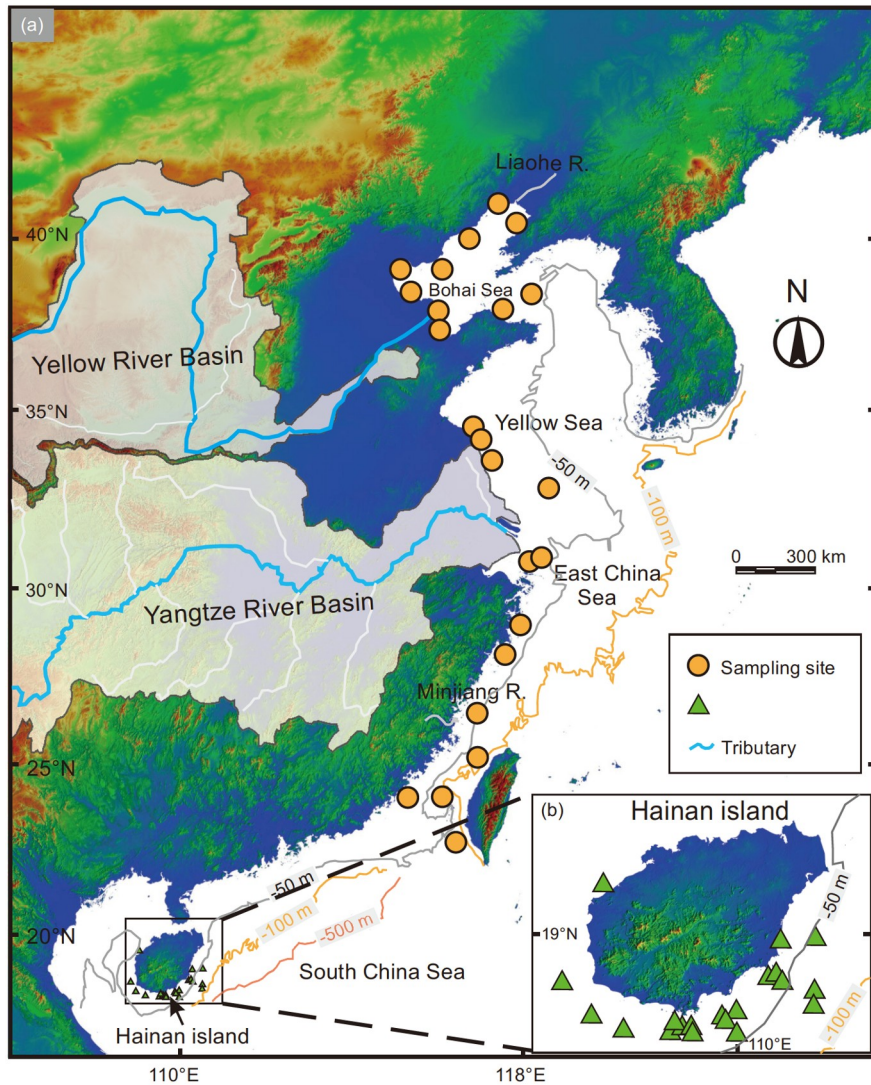 (a)
Liaohe R.
40°N
Bohai Sea
N
Yellow River Basin
35°N
Yellow Sea
-50 m
-100 m
0 300 km
30°N
East China
Sea
Yangtze River Basin
Sampling site
Minjiang R.
Tributary
25°N
(b)
Hainan island
-50 m
-50 m
-100 m
20°N
19°N
-500 m
South China Sea
-100 m
Hainan island
110°E
110°E
118°E